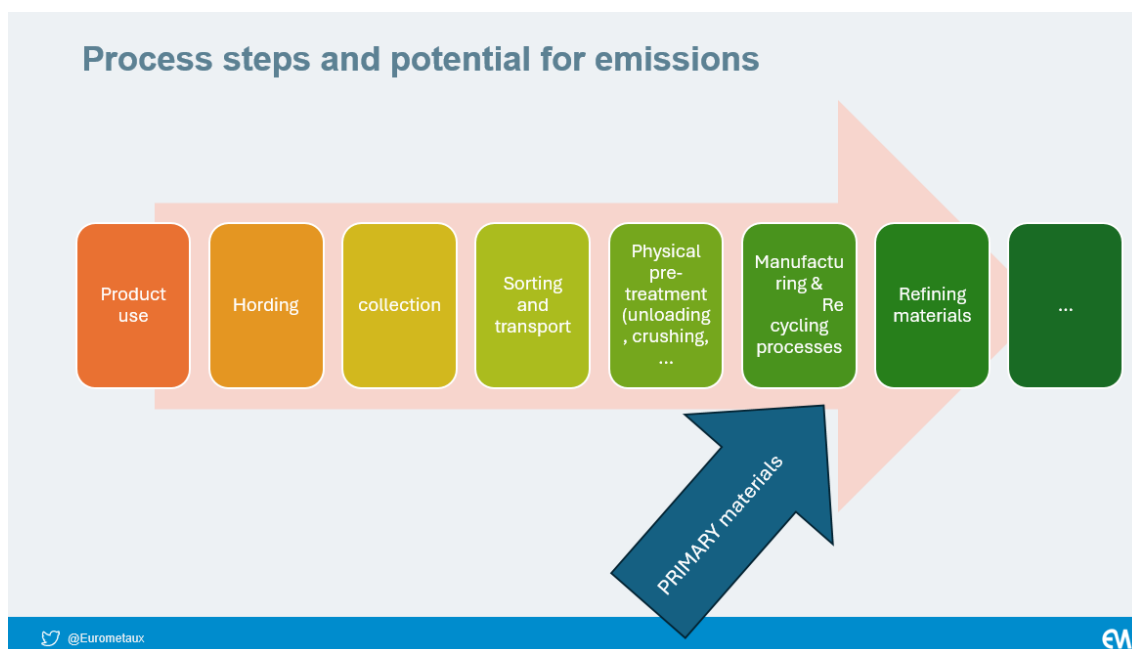 Process steps and potential for emissions
Product
use
Hording
collection
Sorting
and
transport
Physical
pre-
treatment
(unloading
, crushing,
...
Manufactu
ring &
Re
cycling
processes
Refining
materials
...
PRIMARY materials
@Eurometaux